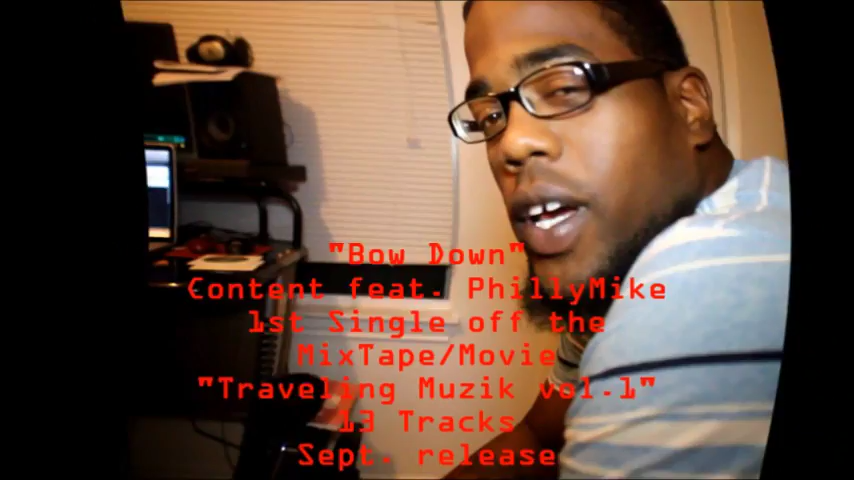 "Bow Down"
Content feat. PhillyMike
1st Single off the
MixTape/Movie
"Traveling Muzik vol.1"
13 Tracks
Sept. release